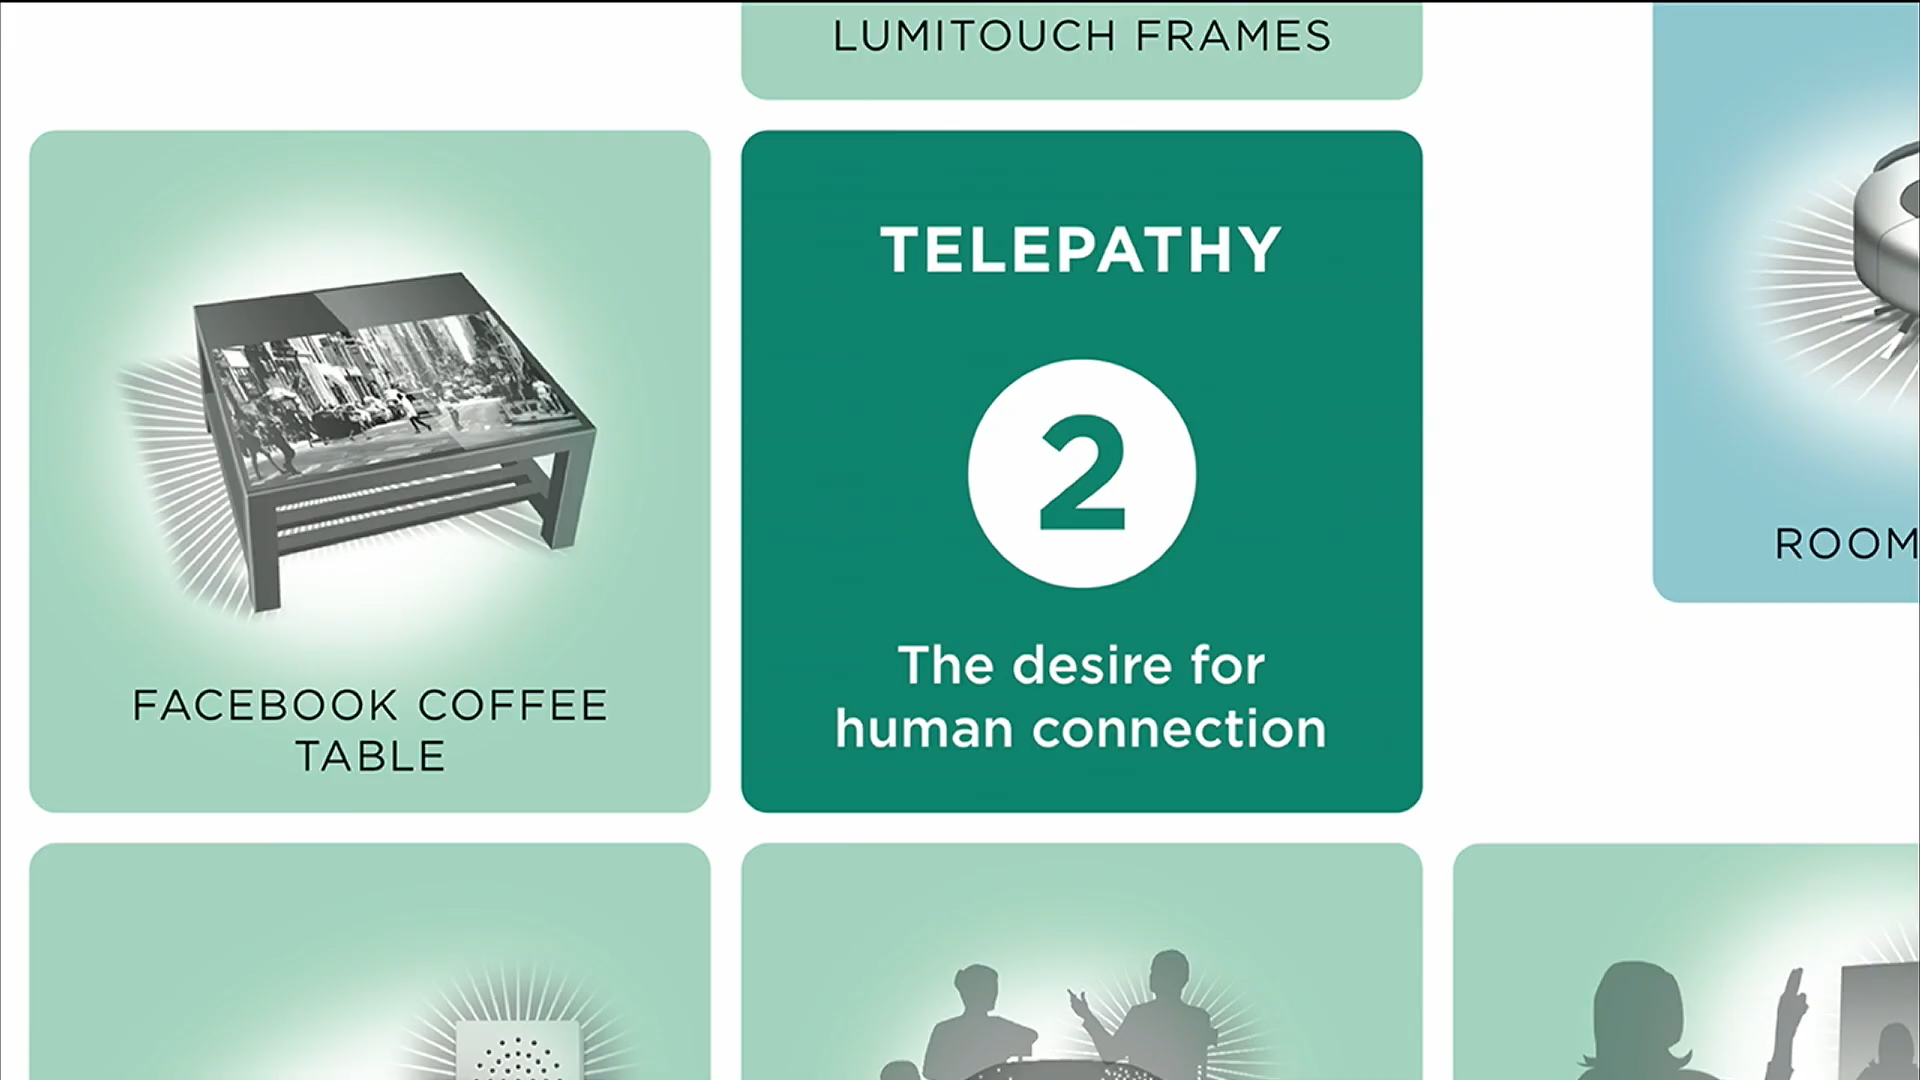 LUMITOUCH FRAMES
TELEPATHY
2
The desire for
human connection
FACEBOOK COFFEE
TABLE
ROOM